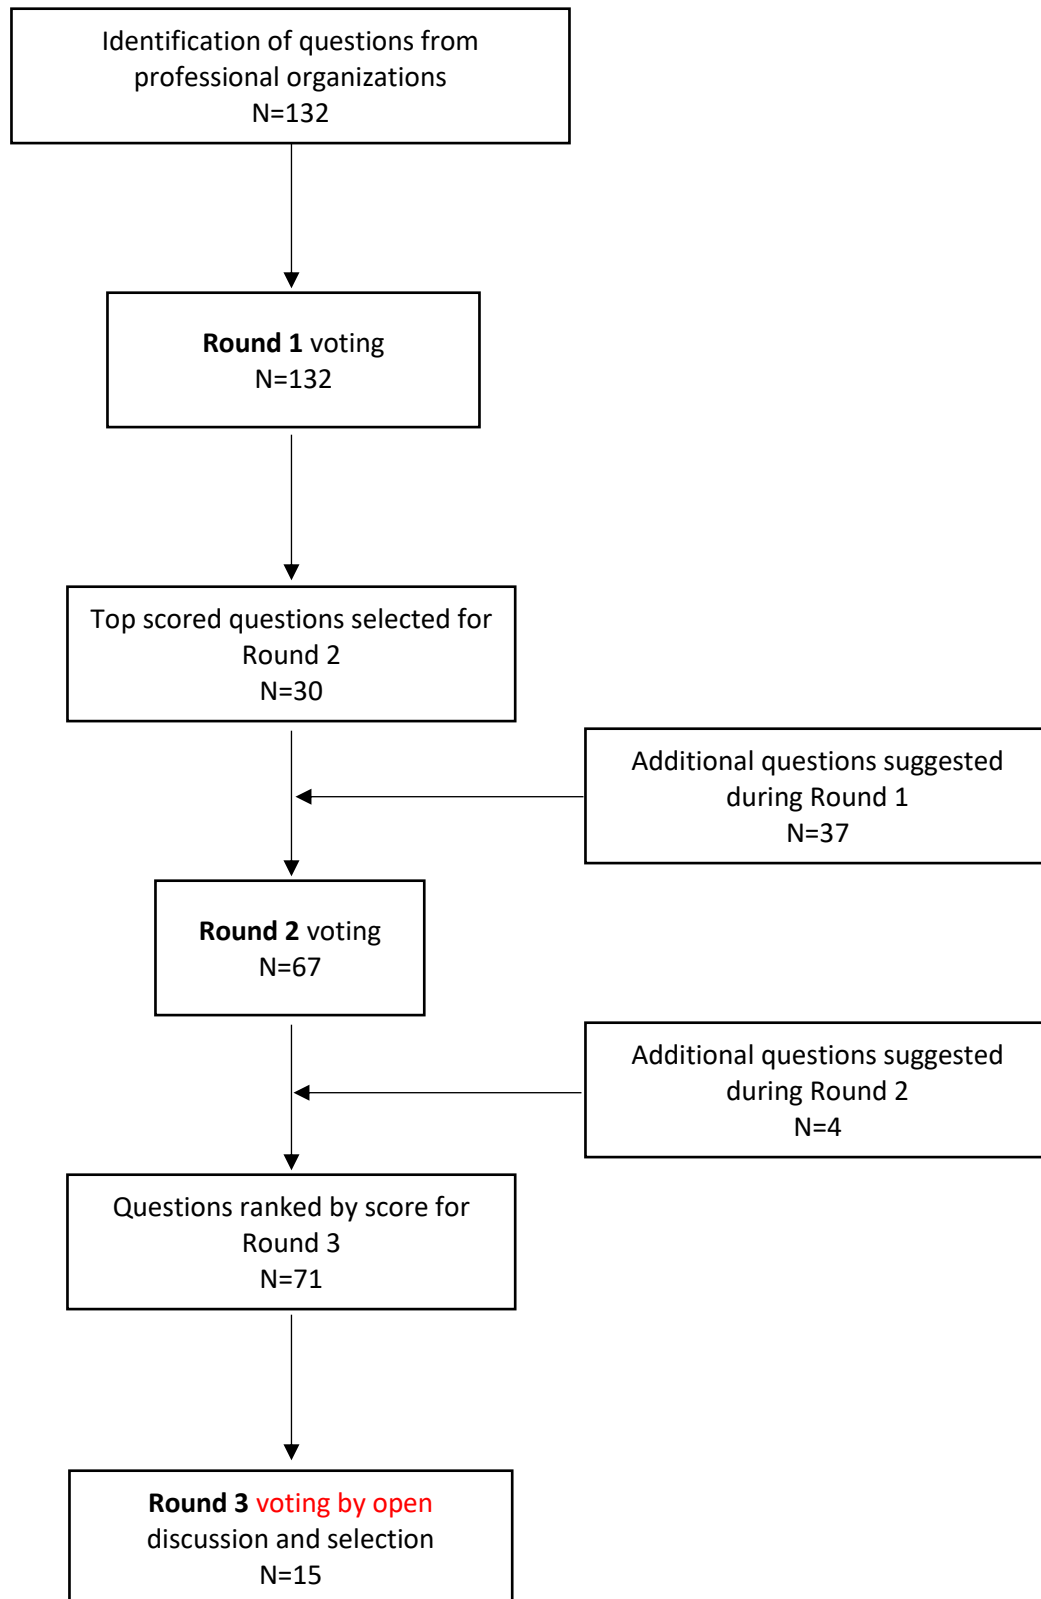 Identification of questions from
professional organizations
N=132
Round 1 voting
N=132
Top scored questions selected for
Round 2
N=30
Additional questions suggested
during Round 1
N=37
Round 2 voting
N=67
Additional questions suggested
during Round 2
N=4
Questions ranked by score for
Round 3
N=71
Round 3 voting by open
discussion and selection
N=15